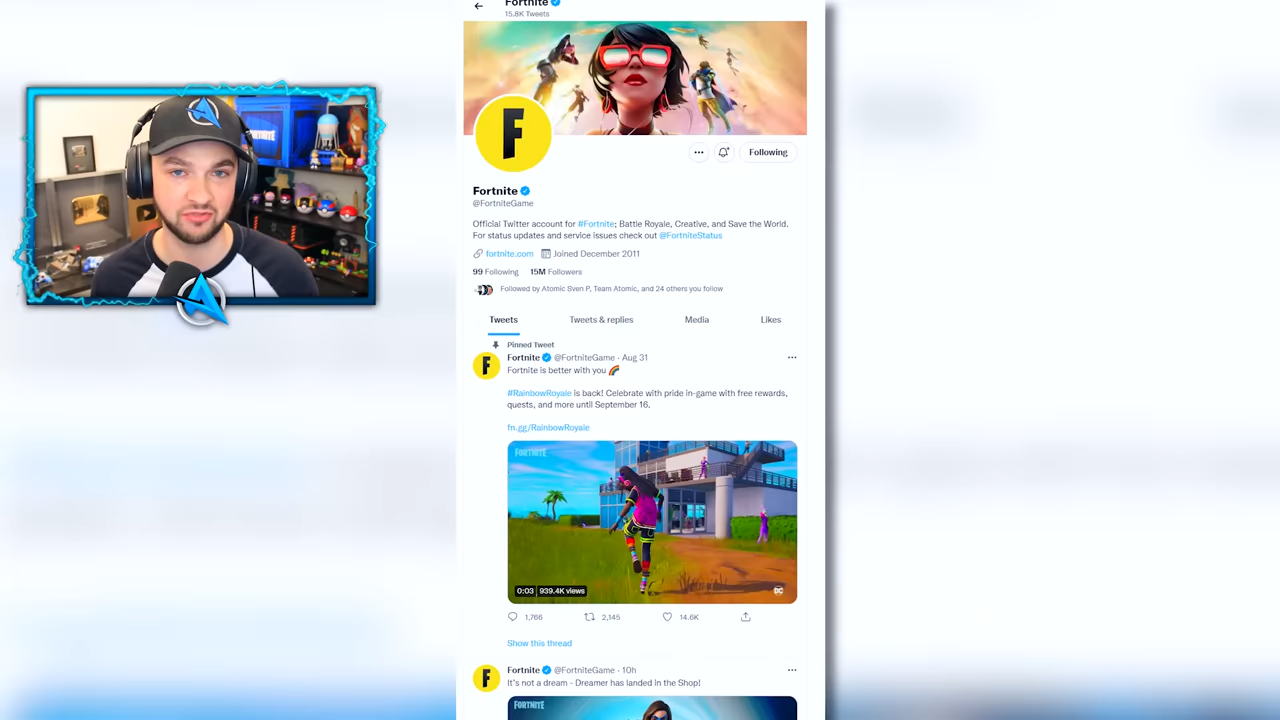 Fortnite
15.8K Tweets
F
Following
Fortnite
@FortniteGame
Official Twitter account for #Fortnite; Battle Royale, Creative, and Save the World.
For status updates and service issues check out @FortniteStatus
fortnite.com Joined December 2011
99 Following 15M Followers
Followed by Atomic Sven P, Team Atomic, and 24 others you follow
Tweets Tweets & replies Media Likes
Pinned Tweet
F
Fortnite @FortniteGame · Aug 31
Fortnite is better with you 🌈
#RainbowRoyale is back! Celebrate with pride in-game with free rewards,
quests, and more until September 16.
fn.gg/RainbowRoyale
FORTNITE
0:03 939.4K views
DC
1,766 2,145 14.6K
Show this thread
F
Fortnite @FortniteGame · 10h
It's not a dream - Dreamer has landed in the Shop!
FORTNITE
FORTNITE